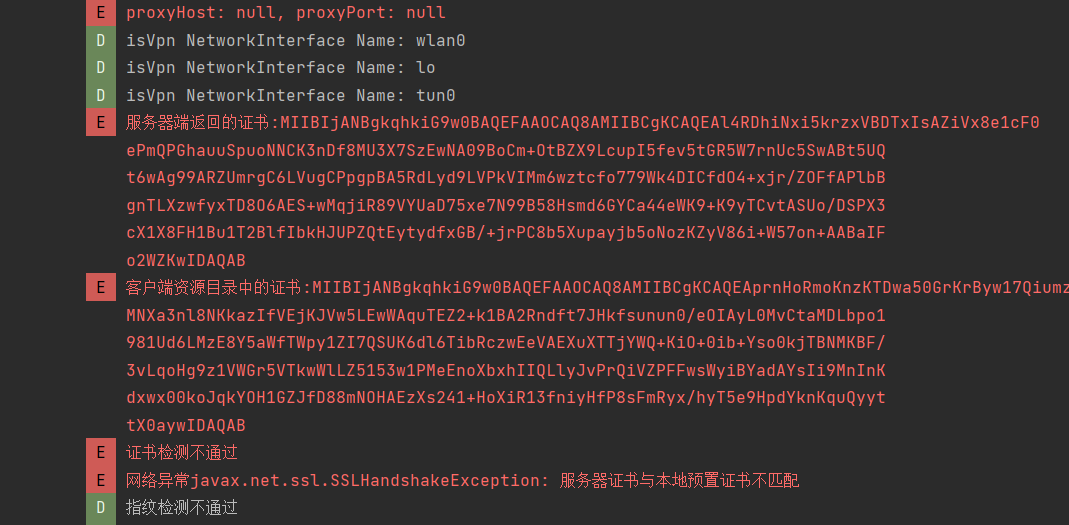 E proxyHost: null, proxyPort: null
D isVpn NetworkInterface Name: wlan0
D isVpn NetworkInterface Name: lo
D isVpn NetworkInterface Name: tun0
E 服务器端返回的证书:MIIBIjANBgkqhkiG9w0BAQEFAAOCAQ8AMIIBCgKCAQEAl4RDhiNxi5krzxVBDTxIsAZiVx8e1cF0
ePmQPGhauuSpuoNNCK3nDf8MU3X7SzEwNA09BoCm+OtBZX9LcupI5fev5tGR5W7rnUc5SwABt5UQ
t6wAg99ARZUmrgC6LVugCPpgpBA5RdLyd9LVPkVIMm6wztcfo779Wk4DICfdO4+xjr/ZOFfAPlbB
gnTLXzwfyxTD8O6AES+wMqjiR89VYUaD75xe7N99B58Hsmd6GYCa44eWK9+K9yTCvtASUo/DSPX3
cX1X8FH1Bu1T2BlfIbkHJUPZQtEytydfxGB/+jrPC8b5Xupayjb5oNozKZyV86i+W57on+AABaIF
o2WZKwIDAQAB
E 客户端资源目录中的证书:MIIBIjANBgkqhkiG9w0BAQEFAAOCAQ8AMIIBCgKCAQEAprnHoRmoKnzKTDwa50GrKrByw17Qiumz
MNXa3nl8NKkazIfVEjKJVw5LEwWAquTEZ2+k1BA2Rndft7JHkfsunun0/eOIAyL0MvCtaMDLbpo1
981Ud6LMzE8Y5aWfTWpy1ZI7QSUK6dl6TibRczwEeVAEXuXTTjYWQ+KiO+0ib+Yso0kjTBNMKBF/
3vLqoHg9z1VWGr5VTkwWlLZ5153w1PMeEnoXbxhIIQLlyJvPrQiVZPFFwsWyiBYadAYsIi9MnInK
dxwx00koJqkYOH1GZJfD88mNOHAEzXs241+HoXiR13fniyHfP8sFmRyx/hyT5e9HpdYknKquQyyt
tX0aywIDAQAB
E 证书检测不通过
E 网络异常javax.net.ssl.SSLHandshakeException: 服务器证书与本地预置证书不匹配
D 指纹检测不通过